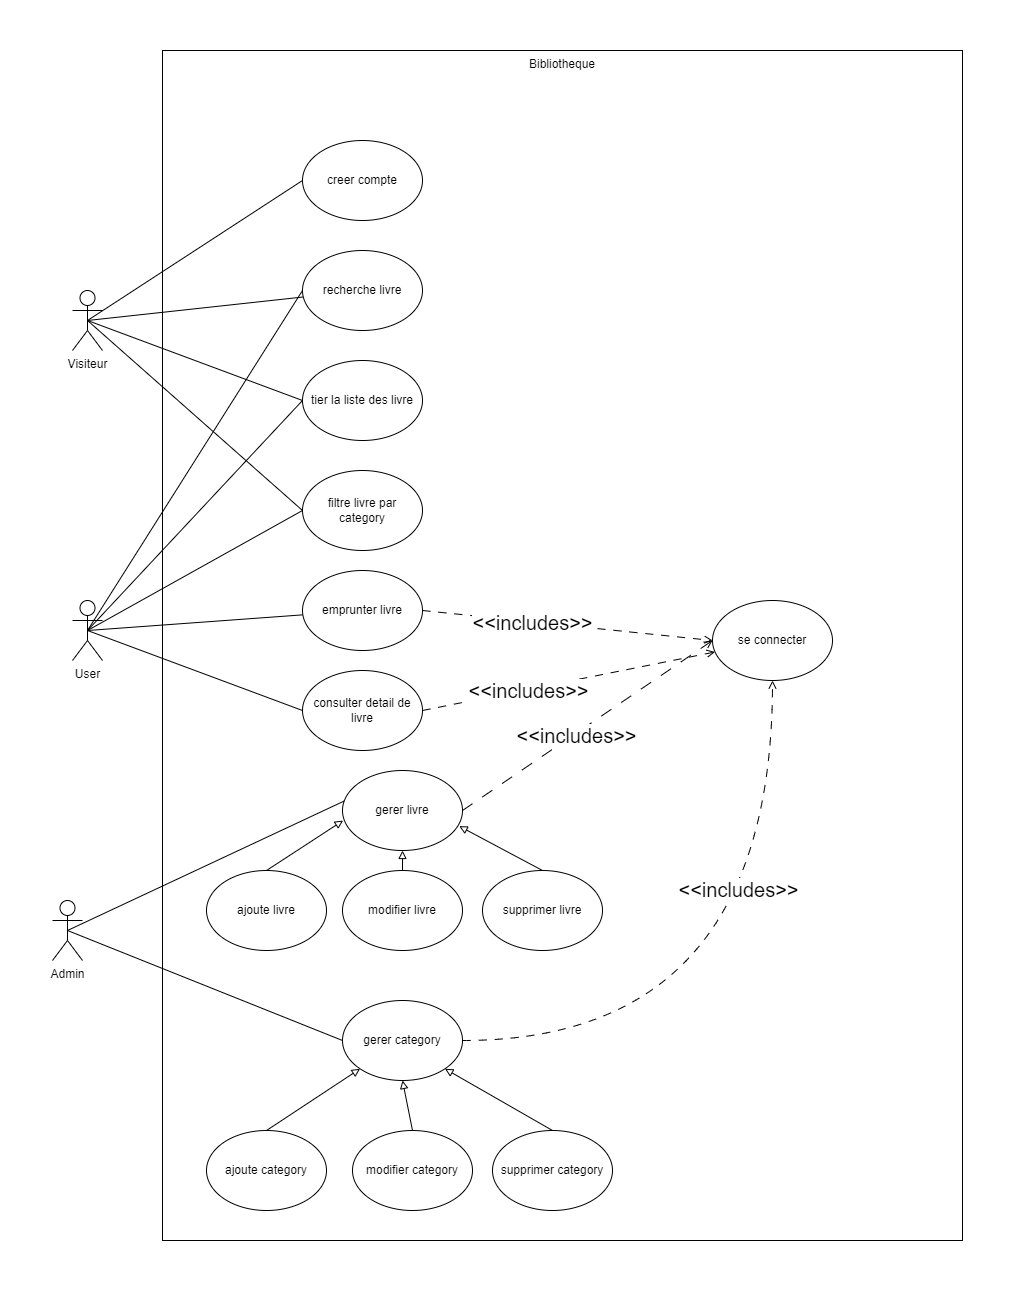 Bibliotheque
creer compte
recherche livre
Visiteur
tier la liste des livre
filtre livre par
category
emprunter livre
<<includes>>
se connecter
User
consulter detail de
livre
<<includes>>
<<includes>>
gerer livre
<<includes>>
ajoute livre
modifier livre
supprimer livre
Admin
gerer category
ajoute category
modifier category
supprimer category